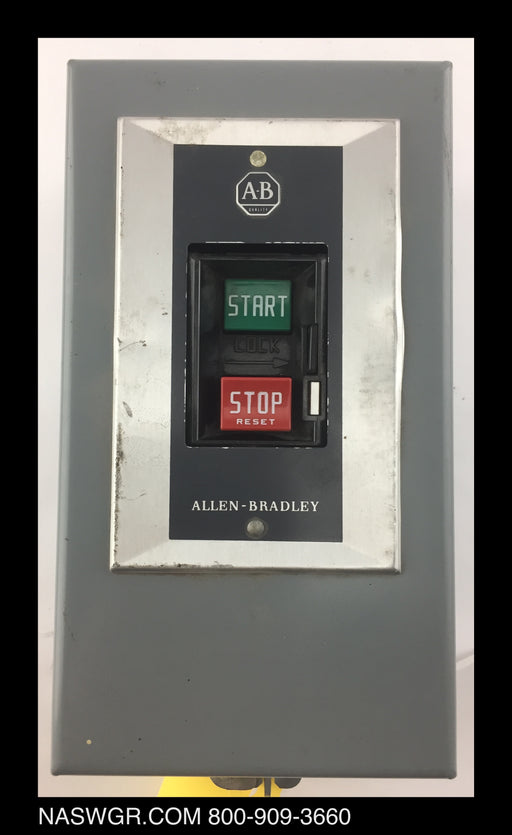 A-B
QUALITY
START
LOCK
STOP
RESET
ALLEN-BRADLEY
NASWGR.COM 800-909-3660